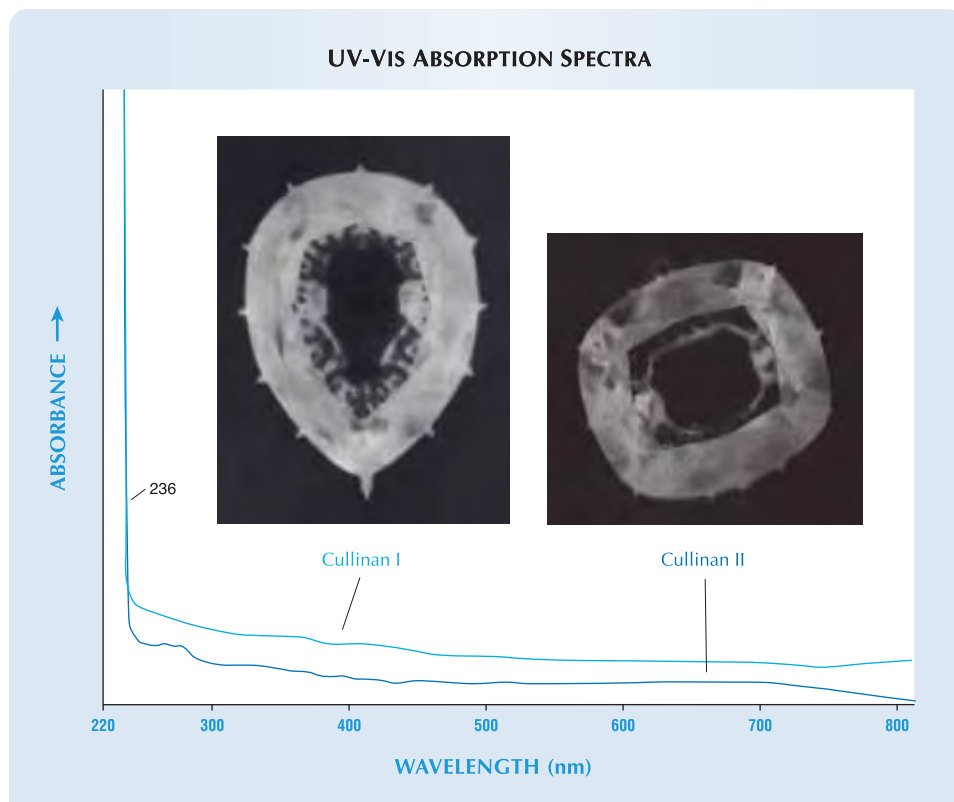 UV-VIS ABSORPTION SPECTRA
ABSORBANCE →
236
Cullinan I
Cullinan II
220 300 400 500 600 700 800
WAVELENGTH (nm)